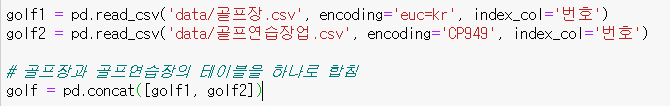 golf1 = pd.read_csv('data/골프장.csv', encoding='euc=kr', index_col='번호')
golf2 = pd.read_csv('data/골프연습장업.csv', encoding='CP949', index_col='번호')
# 골프장과 골프연습장의 테이블을 하나로 합침
golf = pd.concat([golf1, golf2])